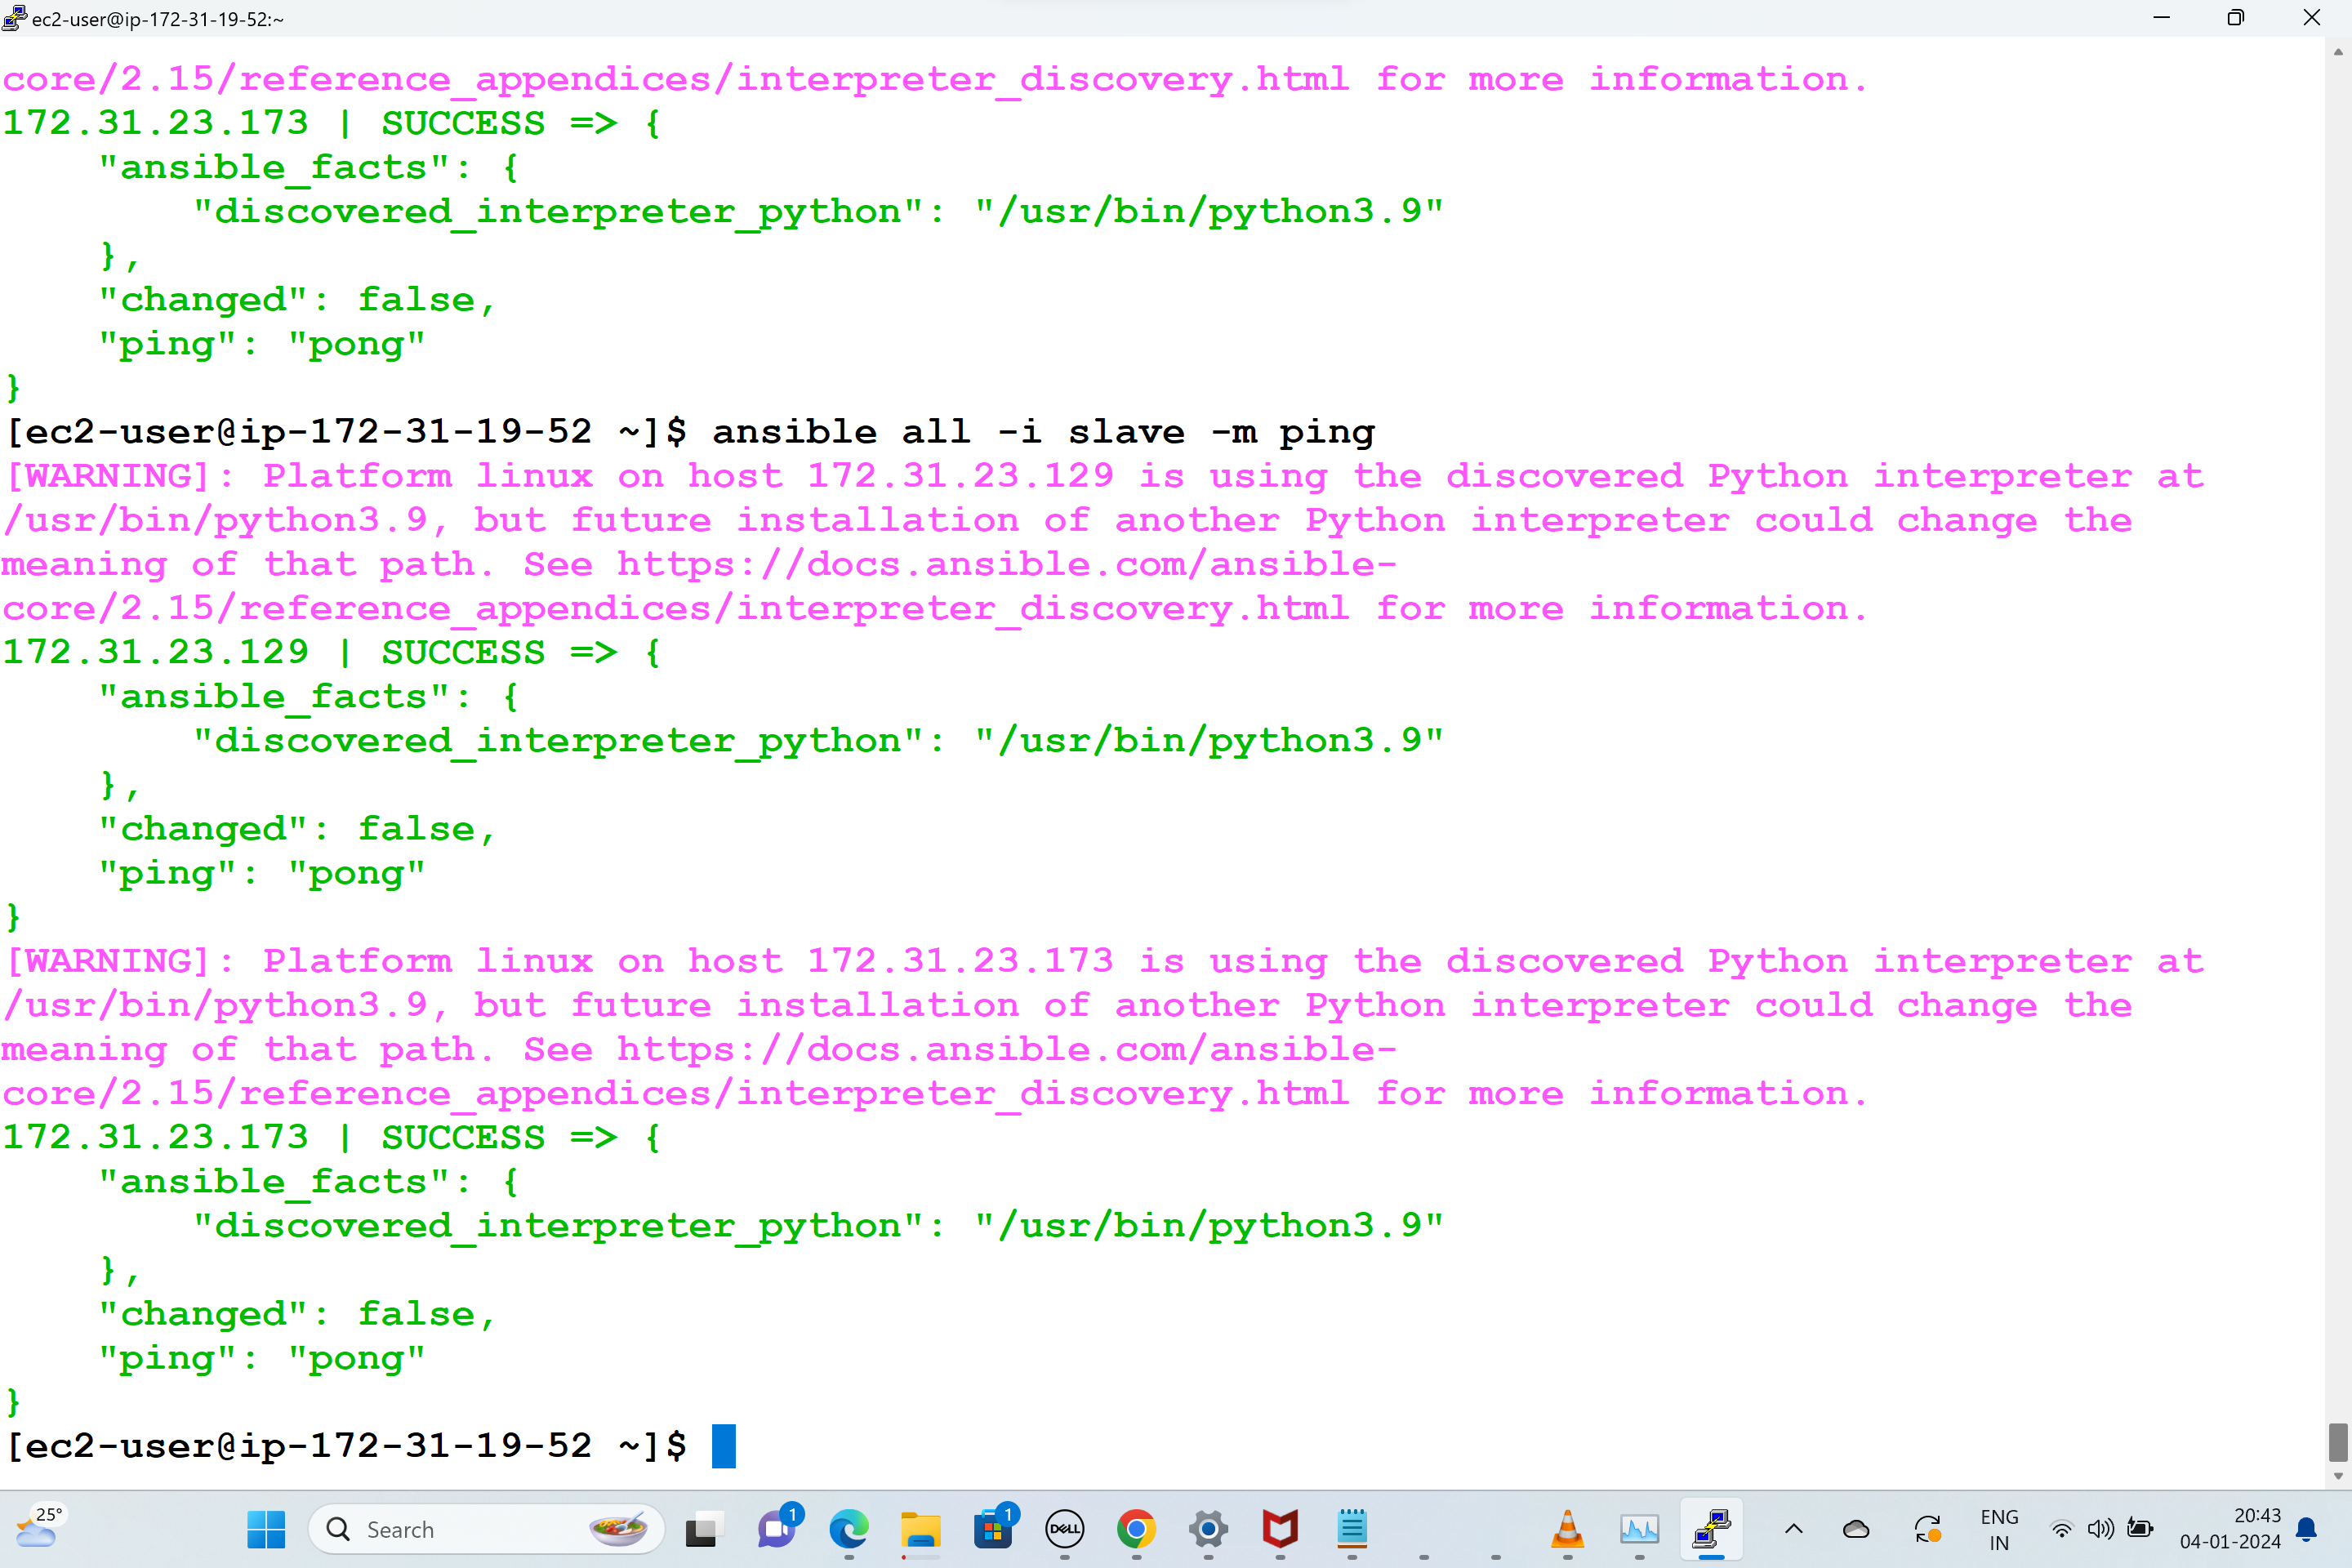 ec2-user@ip-172-31-19-52:~
core/2.15/reference_appendices/interpreter_discovery.html for more information.
172.31.23.173 | SUCCESS => {
    "ansible_facts": {
        "discovered_interpreter_python": "/usr/bin/python3.9"
    },
    "changed": false,
    "ping": "pong"
}
[ec2-user@ip-172-31-19-52 ~]$ ansible all -i slave -m ping
[WARNING]: Platform linux on host 172.31.23.129 is using the discovered Python interpreter at
/usr/bin/python3.9, but future installation of another Python interpreter could change the
meaning of that path. See https://docs.ansible.com/ansible-
core/2.15/reference_appendices/interpreter_discovery.html for more information.
172.31.23.129 | SUCCESS => {
    "ansible_facts": {
        "discovered_interpreter_python": "/usr/bin/python3.9"
    },
    "changed": false,
    "ping": "pong"
}
[WARNING]: Platform linux on host 172.31.23.173 is using the discovered Python interpreter at
/usr/bin/python3.9, but future installation of another Python interpreter could change the
meaning of that path. See https://docs.ansible.com/ansible-
core/2.15/reference_appendices/interpreter_discovery.html for more information.
172.31.23.173 | SUCCESS => {
    "ansible_facts": {
        "discovered_interpreter_python": "/usr/bin/python3.9"
    },
    "changed": false,
    "ping": "pong"
}
[ec2-user@ip-172-31-19-52 ~]$
25°
Search
1
1
DELL
ENG
IN
20:43
04-01-2024